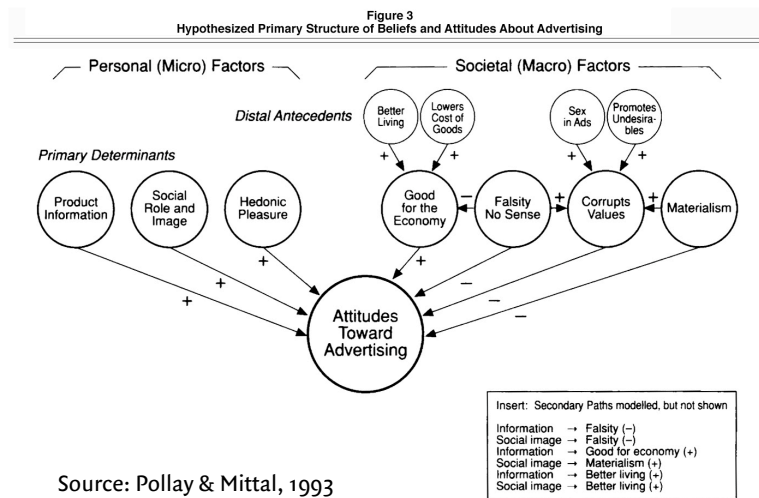 Figure 3
Hypothesized Primary Structure of Beliefs and Attitudes About Advertising
Personal (Micro) Factors
Societal (Macro) Factors
Distal Antecedents
Better
Living
Lowers
Cost of
Goods
Sex
in Ads
Promotes
Undesira-
bles
+
+
+
+
Primary Determinants
Product
Information
Social
Role and
Image
Hedonic
Pleasure
Good
for the
Economy
−
Falsity
No Sense
+
Corrupts
Values
+
Materialism
+
+
+
+
−
−
−
Attitudes
Toward
Advertising
Insert: Secondary Paths modelled, but not shown
Information → Falsity (−)
Social image → Falsity (−)
Information → Good for economy (+)
Social image → Materialism (+)
Information → Better living (+)
Social image → Better living (+)
Source: Pollay & Mittal, 1993